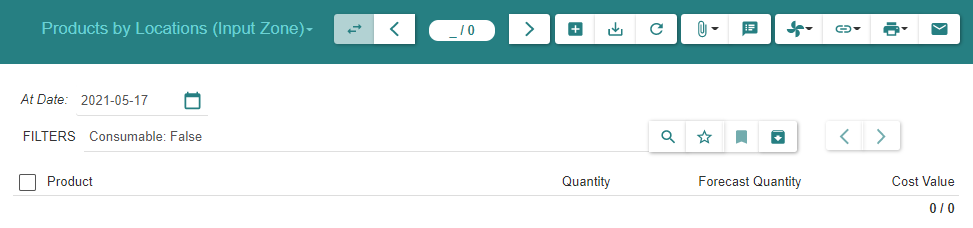 Products by Locations (Input Zone)
_ / 0
At Date: 2021-05-17
FILTERS Consumable: False
Product Quantity Forecast Quantity Cost Value
0 / 0